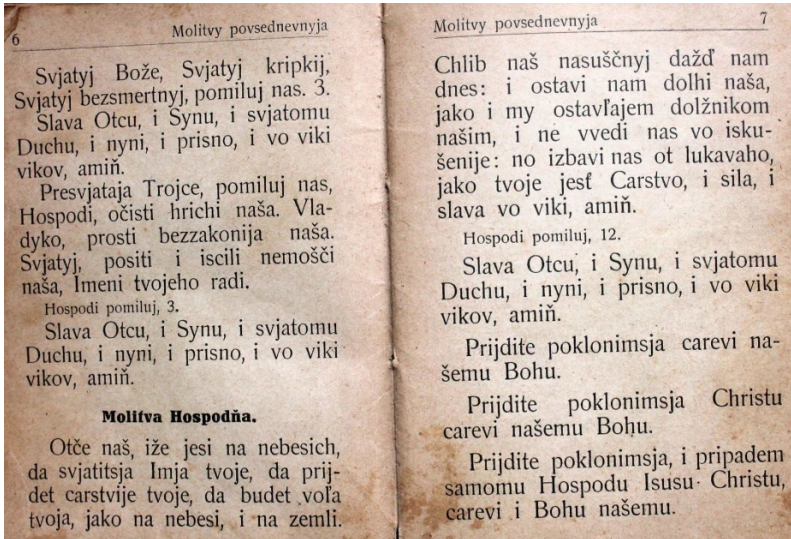 6
Molitvy povsednevnyja
Svjatyj Bože, Svjatyj kripkij,
Svjatyj bezsmertnyj, pomiluj nas. 3.
Slava Otcu, i Synu, i svjatomu
Duchu, i nyni, i prisno, i vo viki
vikov, amiň.
Presvjataja Trojce, pomiluj nas,
Hospodi, očisti hrichi naša. Vla-
dyko, prosti bezzakonija naša.
Svjatyj, positi i iscili nemošči
naša, Imeni tvojeho radi.
Hospodi pomiluj, 3.
Slava Otcu, i Synu, i svjatomu
Duchu, i nyni, i prisno, i vo viki
vikov, amiň.
Molitva Hospodňa.
Otče naš, iže jesi na nebesich,
da svjatitsja Imja tvoje, da prij-
det carstvije tvoje, da budet voľa
tvoja, jako na nebesi, i na zemli.
Molitvy povsednevnyja
7
Chlib naš nasuščnyj dažď nam
dnes: i ostavi nam dolhi naša,
jako i my ostavľajem dolžnikom
našim, i ne vvedi nas vo isku-
šenije: no izbavi nas ot lukavaho,
jako tvoje jesť Carstvo, i sila, i
slava vo viki, amiň.
Hospodi pomiluj, 12.
Slava Otcu, i Synu, i svjatomu
Duchu, i nyni, i prisno, i vo viki
vikov, amiň.
Prijdite poklonimsja carevi na-
šemu Bohu.
Prijdite poklonimsja Christu
carevi našemu Bohu.
Prijdite poklonimsja, i pripadem
samomu Hospodu Isusu Christu,
carevi i Bohu našemu.